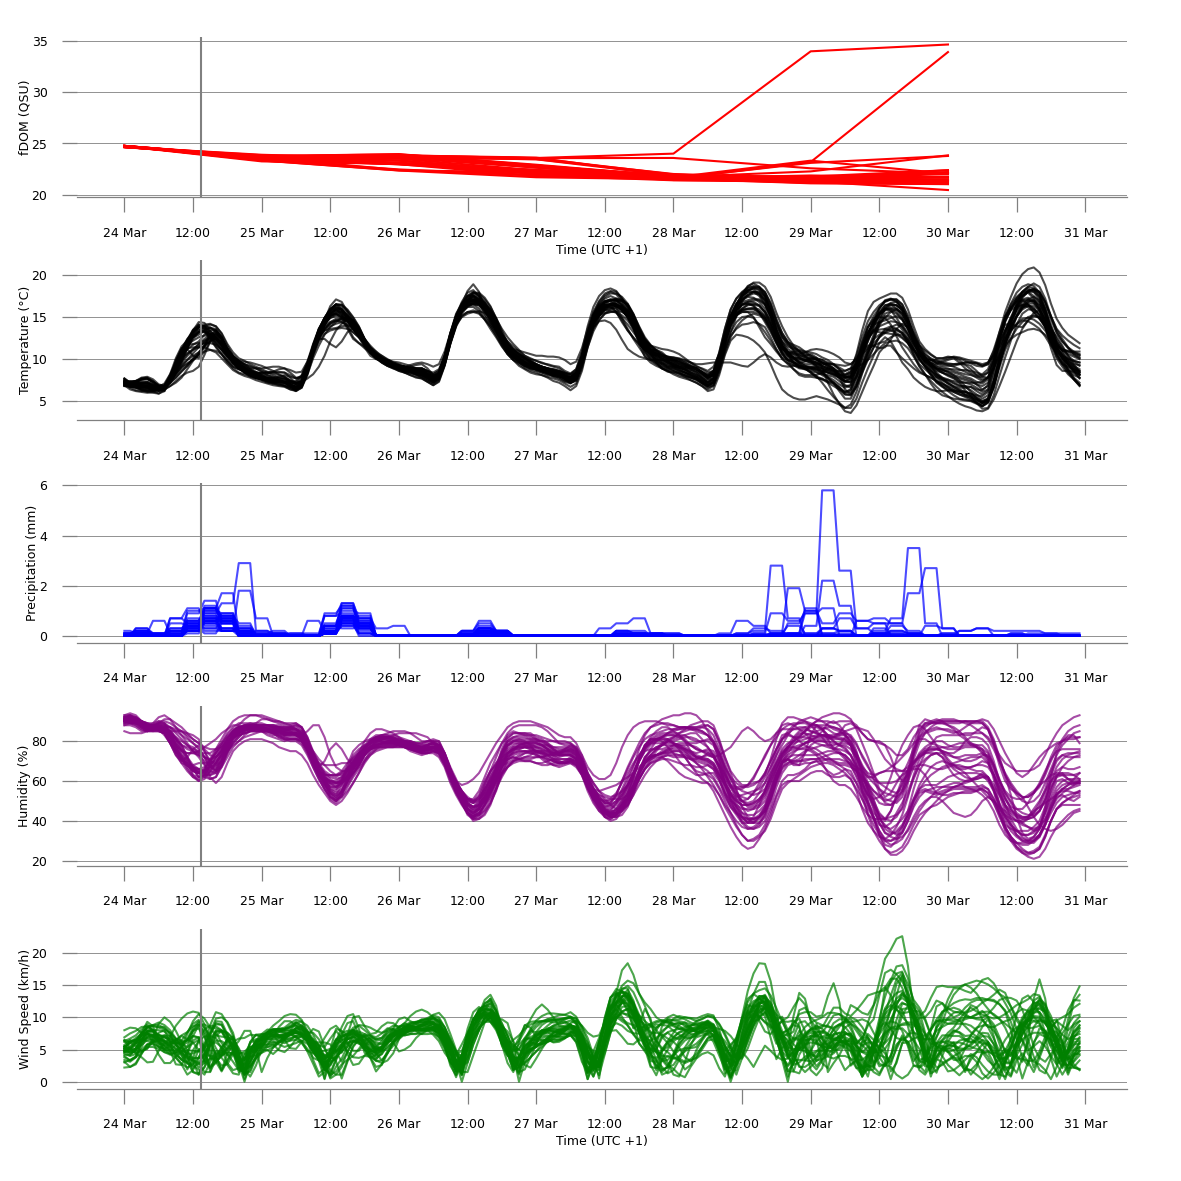 35
30
25
20
fDOM (QSU)
24 Mar 12:00 25 Mar 12:00 26 Mar 12:00 27 Mar 12:00 28 Mar 12:00 29 Mar 12:00 30 Mar 12:00 31 Mar
Time (UTC +1)
20
15
10
5
Temperature (°C)
24 Mar 12:00 25 Mar 12:00 26 Mar 12:00 27 Mar 12:00 28 Mar 12:00 29 Mar 12:00 30 Mar 12:00 31 Mar
6
4
2
0
Precipitation (mm)
24 Mar 12:00 25 Mar 12:00 26 Mar 12:00 27 Mar 12:00 28 Mar 12:00 29 Mar 12:00 30 Mar 12:00 31 Mar
80
60
40
20
Humidity (%)
24 Mar 12:00 25 Mar 12:00 26 Mar 12:00 27 Mar 12:00 28 Mar 12:00 29 Mar 12:00 30 Mar 12:00 31 Mar
20
15
10
5
0
Wind Speed (km/h)
24 Mar 12:00 25 Mar 12:00 26 Mar 12:00 27 Mar 12:00 28 Mar 12:00 29 Mar 12:00 30 Mar 12:00 31 Mar
Time (UTC +1)